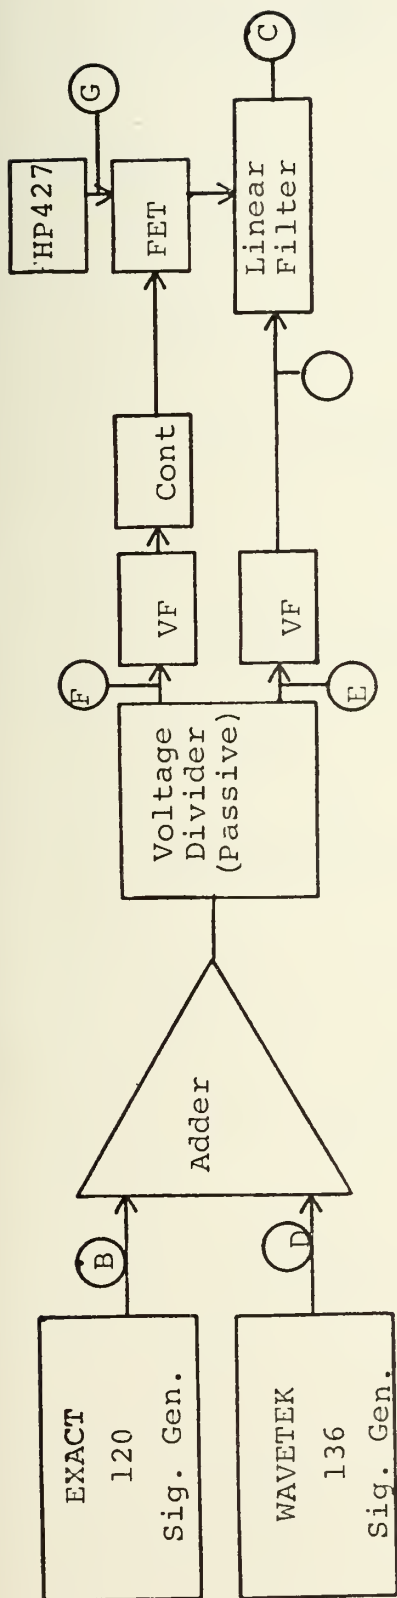 EXACT
120
Sig. Gen.
B
WAVETEK
136
Sig. Gen.
D
Adder
Voltage
Divider
(Passive)
F
E
VF
VF
Cont
HP427
G
FET
Linear
Filter
C